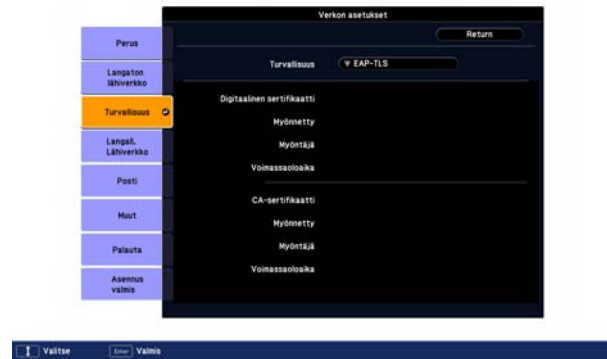 Verkon asetukset
Return
Perus
Langaton
lähiverkko
Turvallisuus
Langall.
Lähiverkko
Posti
Muut
Palauta
Asennus
valmis
Turvallisuus
EAP-TLS
Digitaalinen sertifikaatti
Myönnetty
Myöntäjä
Voimassaoloaika
CA-sertifikaatti
Myönnetty
Myöntäjä
Voimassaoloaika
Valitse
Enter Valmis